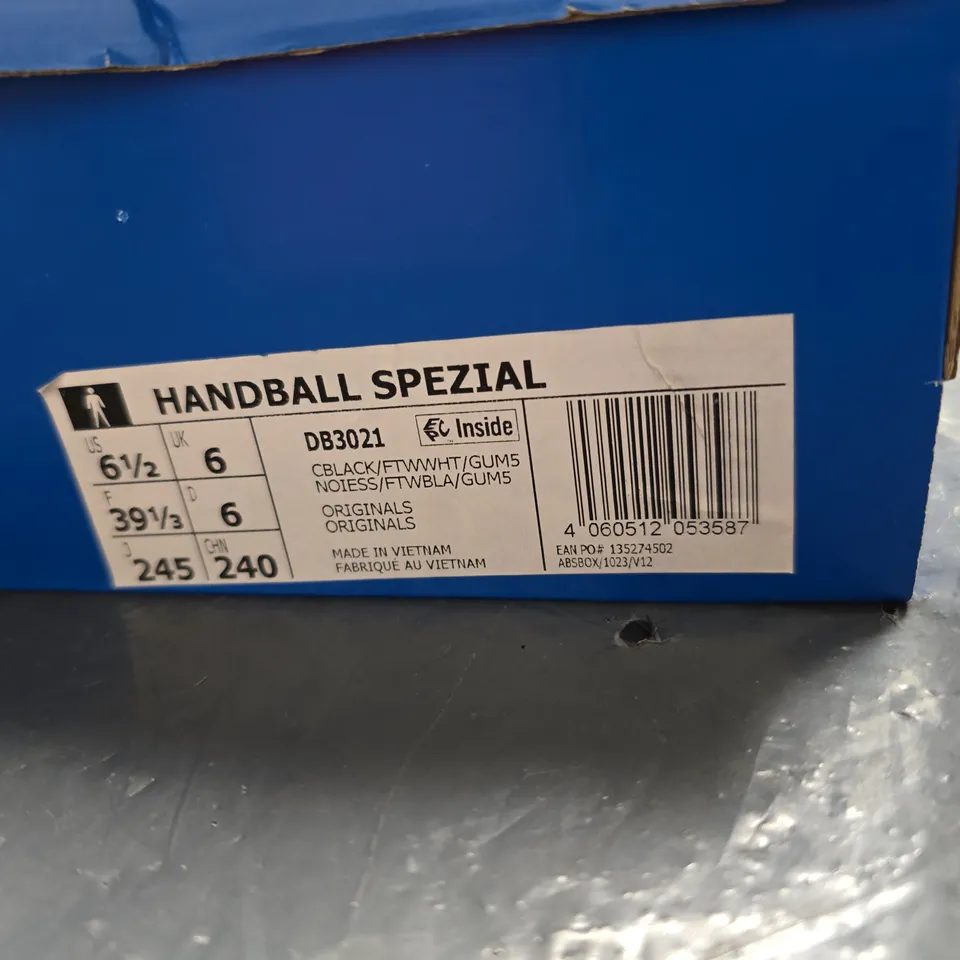 HANDBALL SPEZIAL
US 6½ UK 6
F 39⅓ D 6
J 245 CHN 240
DB3021
Inside
CBLACK/FTWWHT/GUM5
NOIESS/FTWBLA/GUM5
ORIGINALS
ORIGINALS
MADE IN VIETNAM
FABRIQUÉ AU VIETNAM
4 060512 053587
EAN PO# 135274502
ABSBOX/1023/V12